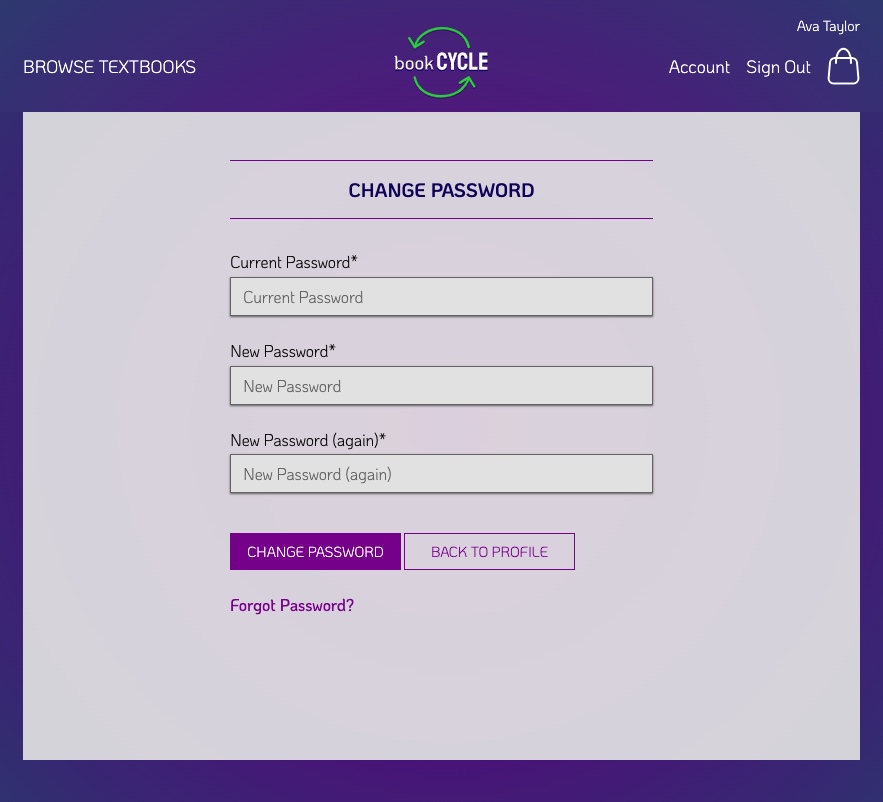 Ava Taylor
BROWSE TEXTBOOKS
book CYCLE
Account
Sign Out
CHANGE PASSWORD
Current Password*
Current Password
New Password*
New Password
New Password (again)*
New Password (again)
CHANGE PASSWORD
BACK TO PROFILE
Forgot Password?